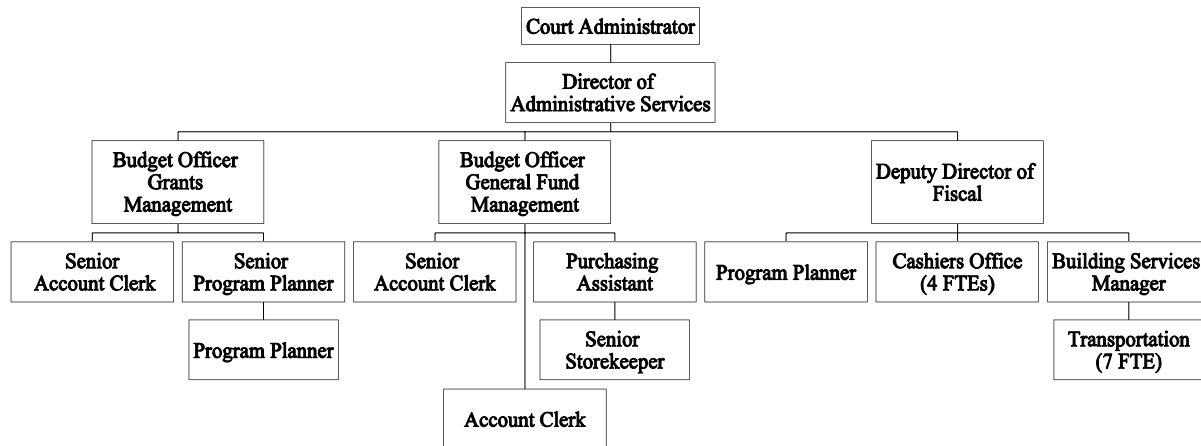 Court Administrator
Director of
Administrative Services
Budget Officer
Grants
Management
Budget Officer
General Fund
Management
Deputy Director of
Fiscal
Senior
Account Clerk
Senior
Program Planner
Senior
Account Clerk
Purchasing
Assistant
Program Planner
Cashiers Office
(4 FTEs)
Building Services
Manager
Program Planner
Senior
Storekeeper
Transportation
(7 FTE)
Account Clerk